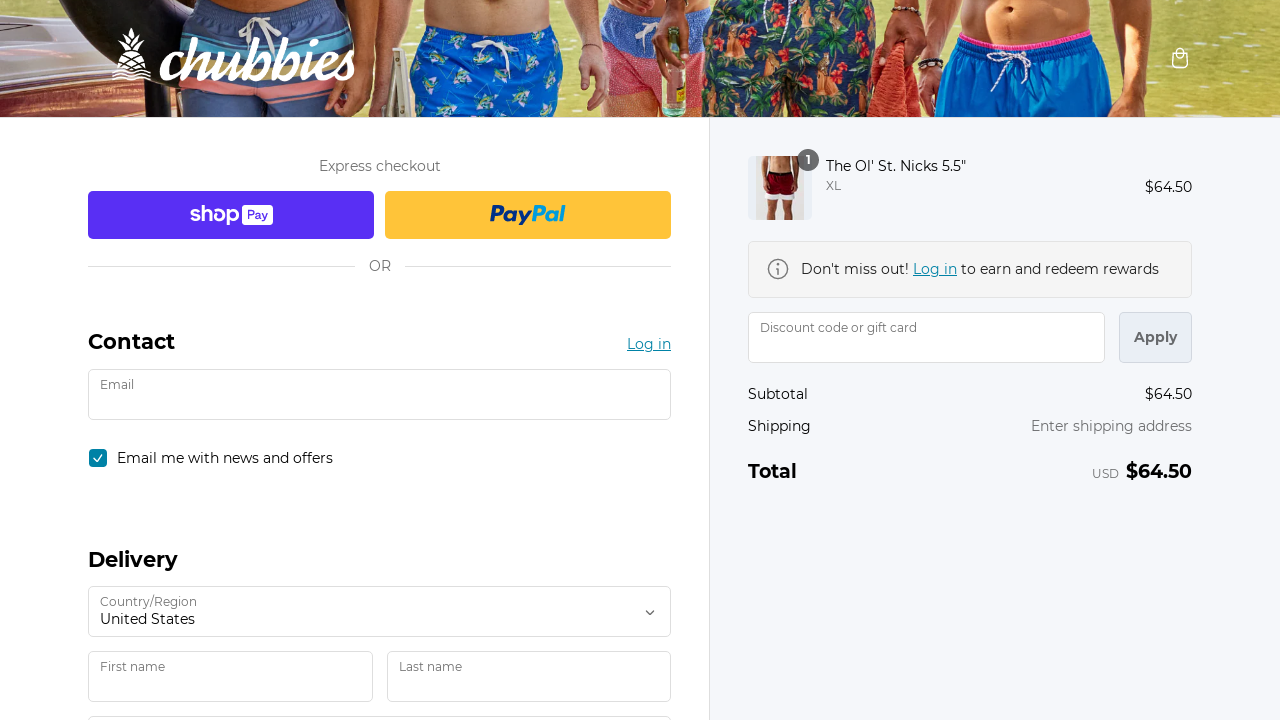 chubbies
Express checkout
shop Pay
PayPal
OR
Contact
Log in
Email
Email me with news and offers
Delivery
Country/Region
United States
First name
Last name
1
The Ol' St. Nicks 5.5"
XL
$64.50
Don't miss out! Log in to earn and redeem rewards
Discount code or gift card
Apply
Subtotal
$64.50
Shipping
Enter shipping address
Total
USD $64.50